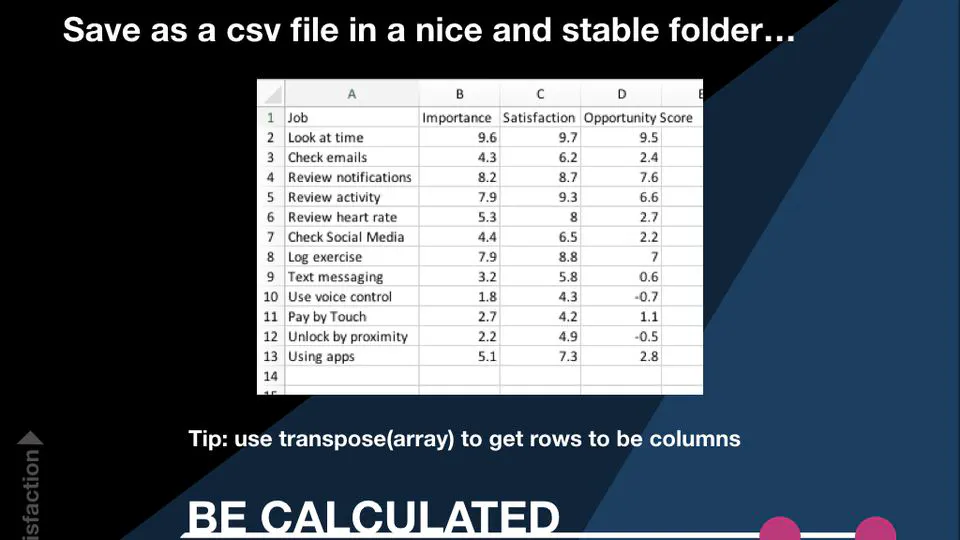 Save as a csv file in a nice and stable folder...
A B C D E
1 Job Importance Satisfaction Opportunity Score
2 Look at time 9.6 9.7 9.5
3 Check emails 4.3 6.2 2.4
4 Review notifications 8.2 8.7 7.6
5 Review activity 7.9 9.3 6.6
6 Review heart rate 5.3 8 2.7
7 Check Social Media 4.4 6.5 2.2
8 Log exercise 7.9 8.8 7
9 Text messaging 3.2 5.8 0.6
10 Use voice control 1.8 4.3 -0.7
11 Pay by Touch 2.7 4.2 1.1
12 Unlock by proximity 2.2 4.9 -0.5
13 Using apps 5.1 7.3 2.8
14
15
Tip: use transpose(array) to get rows to be columns
isfaction
BE CALCULATED